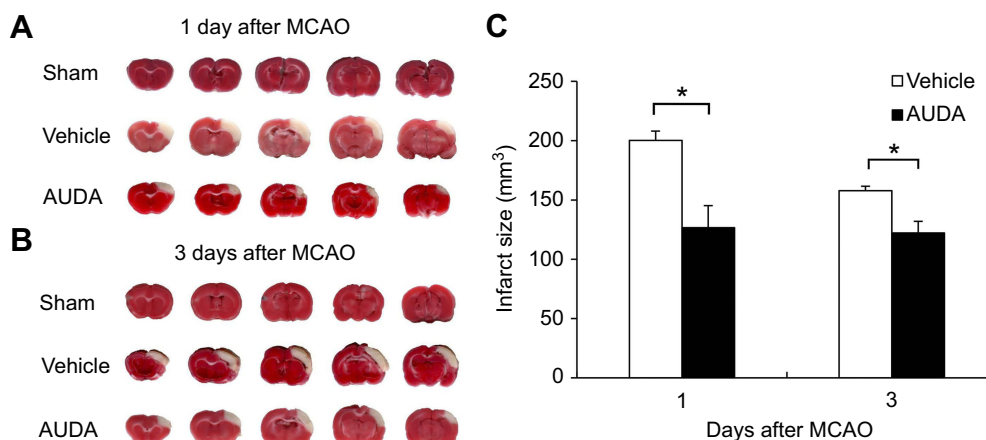 A
1 day after MCAO
Sham
Vehicle
AUDA
B
3 days after MCAO
Sham
Vehicle
AUDA
C
Infarct size (mm³)
250
200
150
100
50
0
Vehicle
AUDA
*
*
1
3
Days after MCAO